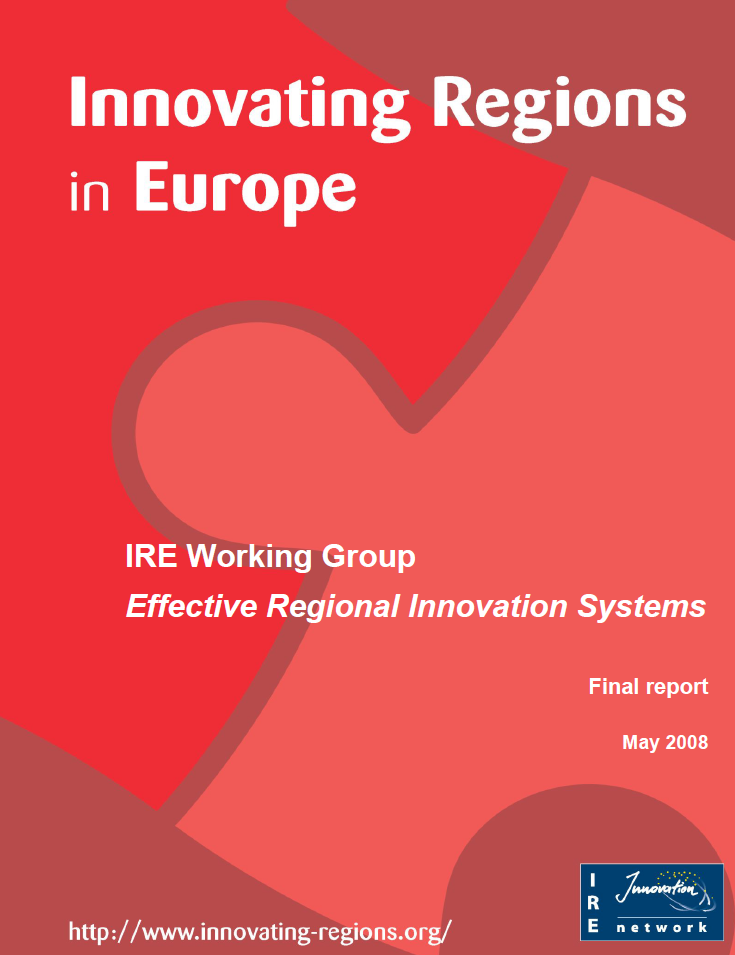 Innovating Regions
in Europe
IRE Working Group
Effective Regional Innovation Systems
Final report
May 2008
http://www.innovating-regions.org/
IRE
Innovation
network